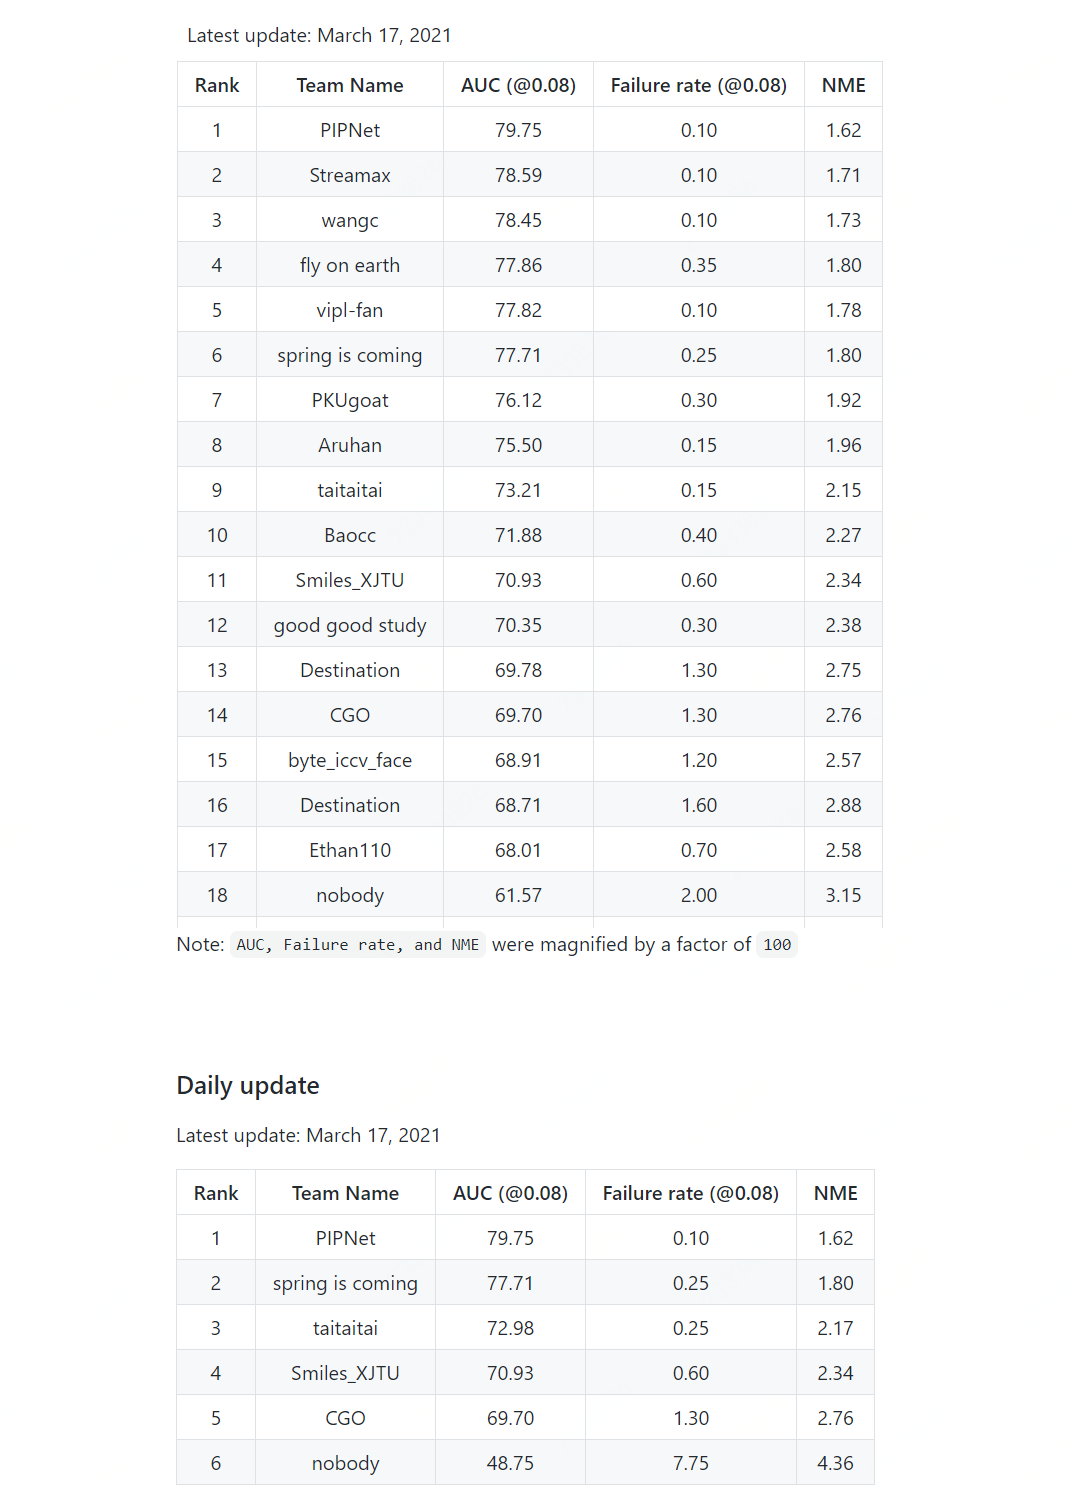 Latest update: March 17, 2021
Rank Team Name AUC (@0.08) Failure rate (@0.08) NME
1 PIPNet 79.75 0.10 1.62
2 Streamax 78.59 0.10 1.71
3 wangc 78.45 0.10 1.73
4 fly on earth 77.86 0.35 1.80
5 vipl-fan 77.82 0.10 1.78
6 spring is coming 77.71 0.25 1.80
7 PKUgoat 76.12 0.30 1.92
8 Aruhan 75.50 0.15 1.96
9 taitaitai 73.21 0.15 2.15
10 Baocc 71.88 0.40 2.27
11 Smiles_XJTU 70.93 0.60 2.34
12 good good study 70.35 0.30 2.38
13 Destination 69.78 1.30 2.75
14 CGO 69.70 1.30 2.76
15 byte_iccv_face 68.91 1.20 2.57
16 Destination 68.71 1.60 2.88
17 Ethan110 68.01 0.70 2.58
18 nobody 61.57 2.00 3.15
Note: AUC, Failure rate, and NME were magnified by a factor of 100
Daily update
Latest update: March 17, 2021
Rank Team Name AUC (@0.08) Failure rate (@0.08) NME
1 PIPNet 79.75 0.10 1.62
2 spring is coming 77.71 0.25 1.80
3 taitaitai 72.98 0.25 2.17
4 Smiles_XJTU 70.93 0.60 2.34
5 CGO 69.70 1.30 2.76
6 nobody 48.75 7.75 4.36